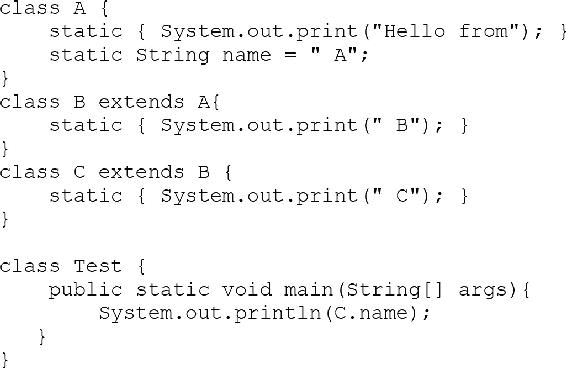 class A {
    static { System.out.print("Hello from"); }
    static String name = " A";
}
class B extends A{
    static { System.out.print(" B"); }
}
class C extends B {
    static { System.out.print(" C"); }
}

class Test {
    public static void main(String[] args){
        System.out.println(C.name);
   }
}